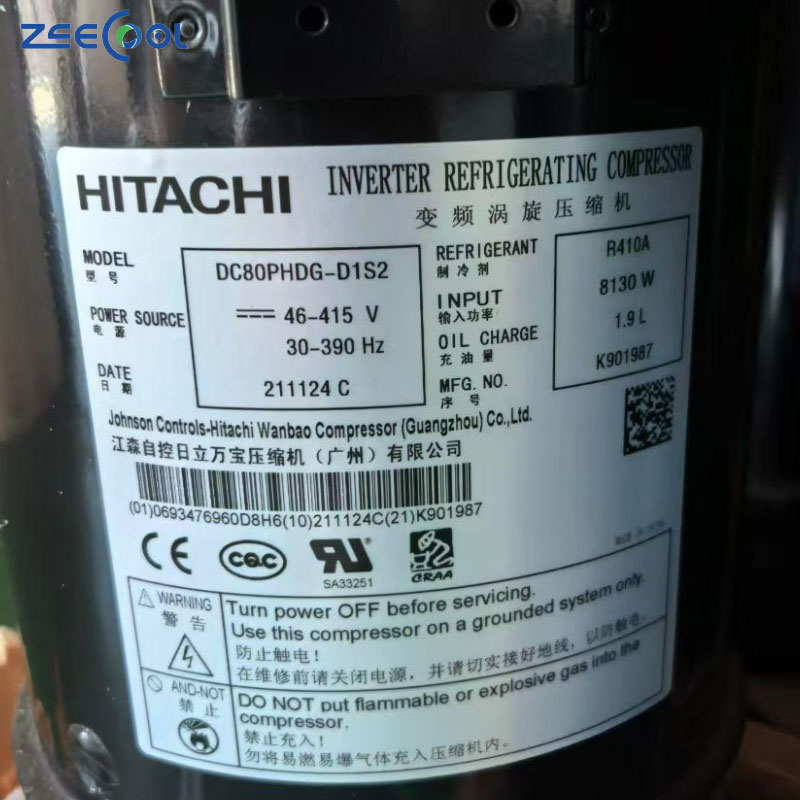 ZEECOOL
HITACHI INVERTER REFRIGERATING COMPRESSOR
变频涡旋压缩机
MODEL DC80PHDG-D1S2
型号
POWER SOURCE 46-415 V
电源 30-390 Hz
DATE 211124 C
日期
REFRIGERANT R410A
制冷剂
INPUT 8130 W
输入功率
OIL CHARGE 1.9 L
充油量
MFG. NO. K901987
序号
Johnson Controls-Hitachi Wanbao Compressor (Guangzhou) Co., Ltd.
江森自控日立万宝压缩机（广州）有限公司
(01)0693476960D8H6(10)211124C(21)K901987
CE CQC RU CRAA
SA33251
MADE IN CHINA
WARNING
警告
Turn power OFF before servicing.
Use this compressor on a grounded system only.
防止触电！
在维修前请关闭电源，并请切实接好地线，以防触电.
AND-NOT
禁止
DO NOT put flammable or explosive gas into the
compressor.
禁止充入！
勿将易燃易爆气体充入压缩机内。